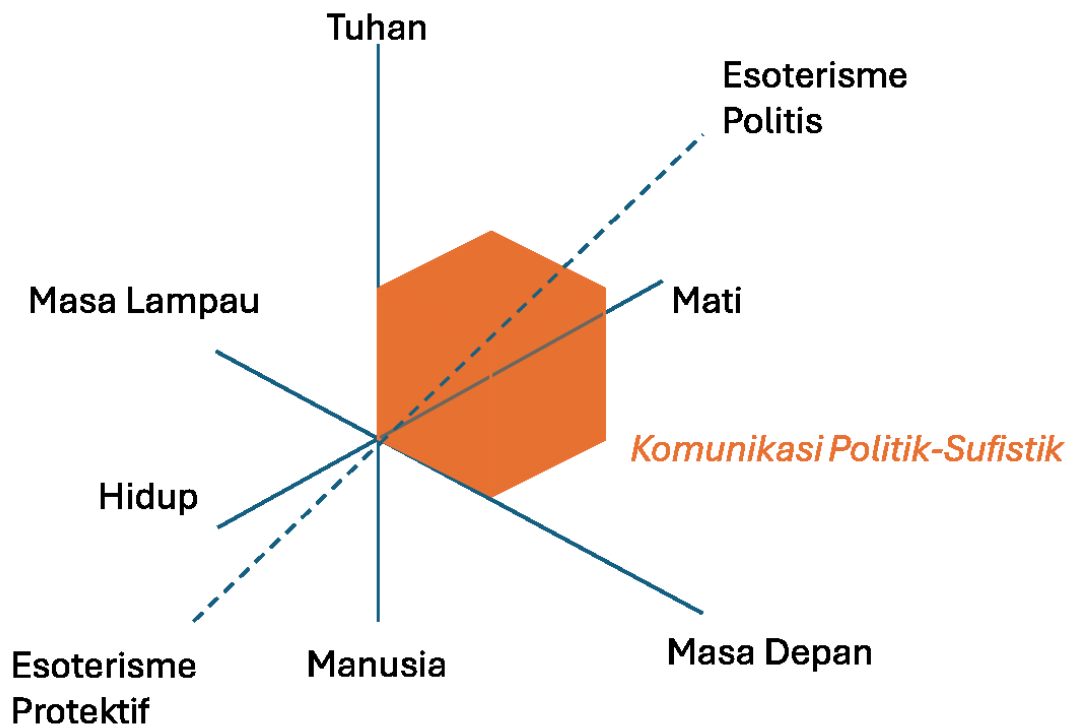 Tuhan
Esoterisme
Politis
Masa Lampau
Mati
Komunikasi Politik-Sufistik
Hidup
Esoterisme
Protektif
Manusia
Masa Depan